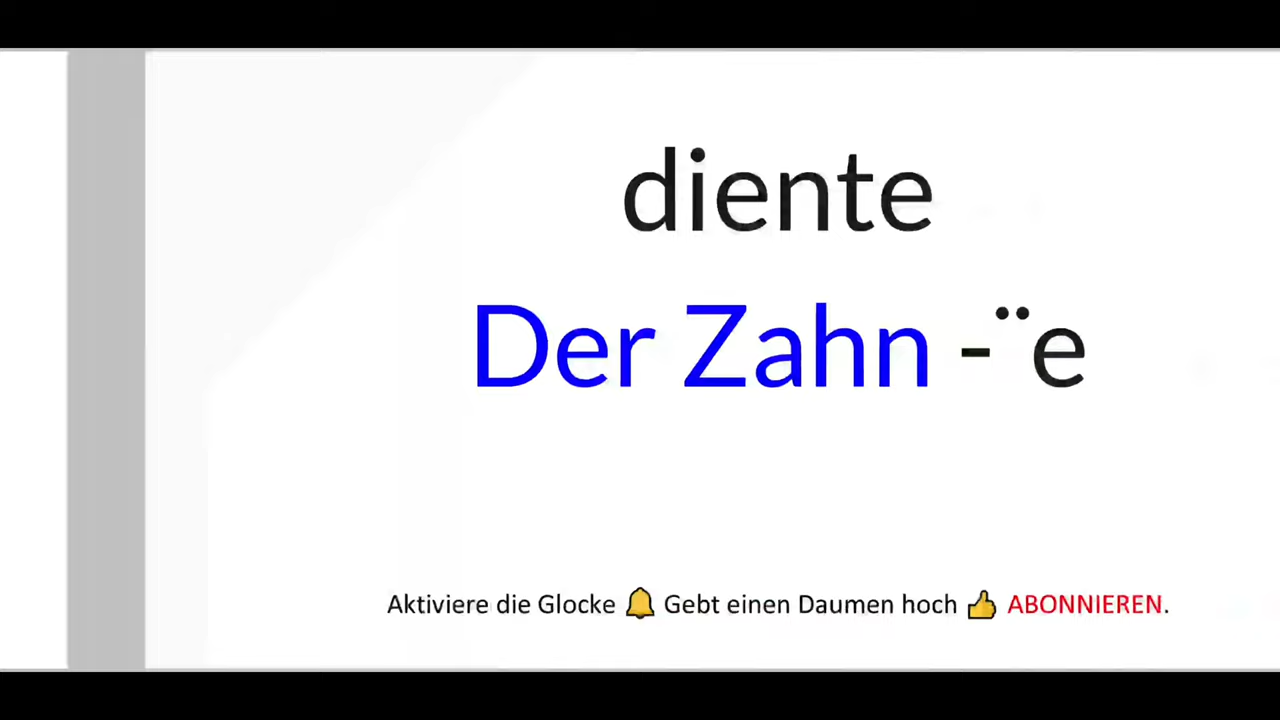 diente
Der Zahn - ¨e
Aktiviere die Glocke 🔔 Gebt einen Daumen hoch 👍 ABONNIEREN.